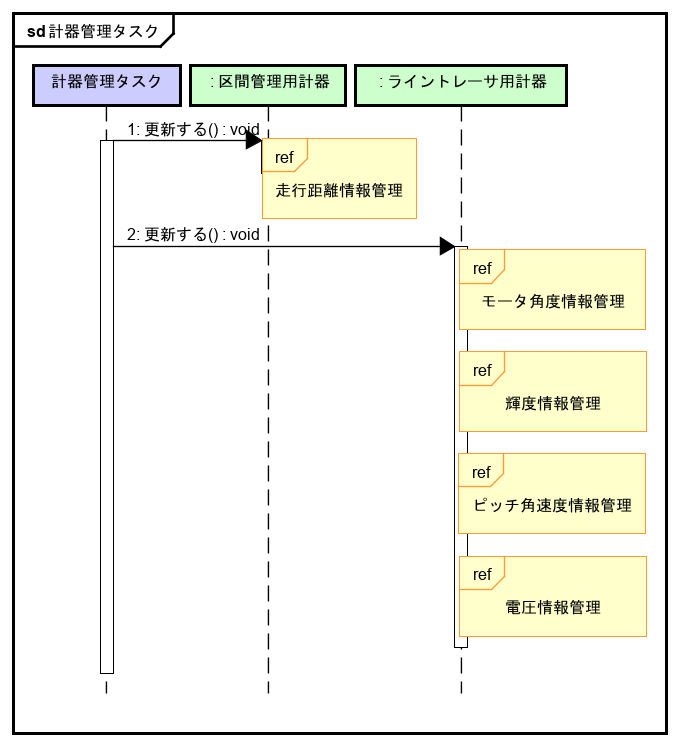 sd 計器管理タスク
計器管理タスク
: 区間管理用計器
: ライントレーサ用計器
1: 更新する() : void
ref
走行距離情報管理
2: 更新する() : void
ref
モータ角度情報管理
ref
輝度情報管理
ref
ピッチ角速度情報管理
ref
電圧情報管理